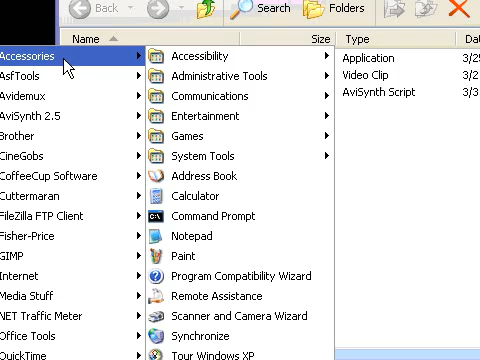 Back Search Folders
Name Size Type Dat
Accessories
AsfTools
Avidemux
AviSynth 2.5
Brother
CineGobs
CoffeeCup Software
Cuttermaran
FileZilla FTP Client
Fisher-Price
GIMP
Internet
Media Stuff
NET Traffic Meter
Office Tools
QuickTime
Accessibility
Administrative Tools
Communications
Entertainment
Games
System Tools
Address Book
Calculator
C:\
Command Prompt
Notepad
Paint
Program Compatibility Wizard
Remote Assistance
Scanner and Camera Wizard
Synchronize
Tour Windows XP
Application 3/29
Video Clip 3/2
AviSynth Script 3/3